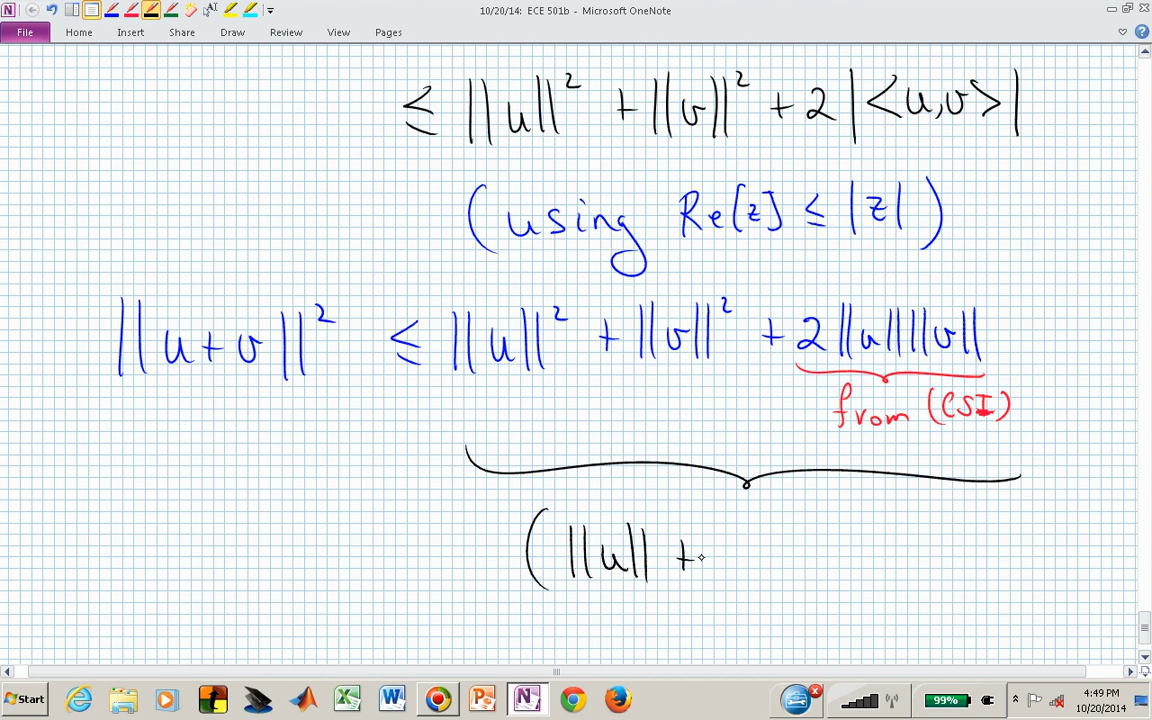 10/20/14: ECE 501b - Microsoft OneNote
File Home Insert Share Draw Review View Pages
≤ ||u||² + ||v||² + 2 |<u,v>|
(using Re[z] ≤ |z|)
||u+v||² ≤ ||u||² + ||v||² + 2||u|| ||v||
from (CSI)
(||u|| +
Start
99%
4:49 PM
10/20/2014